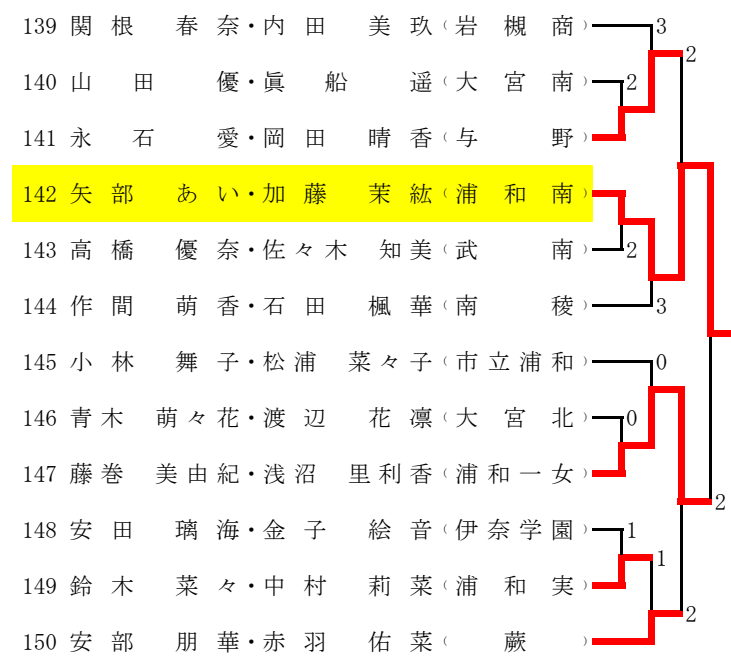 139 関根 春奈・内田 美玖（岩槻商） 3
2
140 山田 優・眞船 遥（大宮南） 2
141 永石 愛・岡田 晴香（与野）
142 矢部 あい・加藤 茉紘（浦和南）
143 高橋 優奈・佐々木 知美（武南） 2
144 作間 萌香・石田 楓華（南稜） 3
145 小林 舞子・松浦 菜々子（市立浦和） 0
146 青木 萌々花・渡辺 花凛（大宮北） 0
147 藤巻 美由紀・浅沼 里利香（浦和一女）
2
148 安田 璃海・金子 絵音（伊奈学園） 1
1
149 鈴木 菜々・中村 莉菜（浦和実）
2
150 安部 朋華・赤羽 佑菜（蕨）